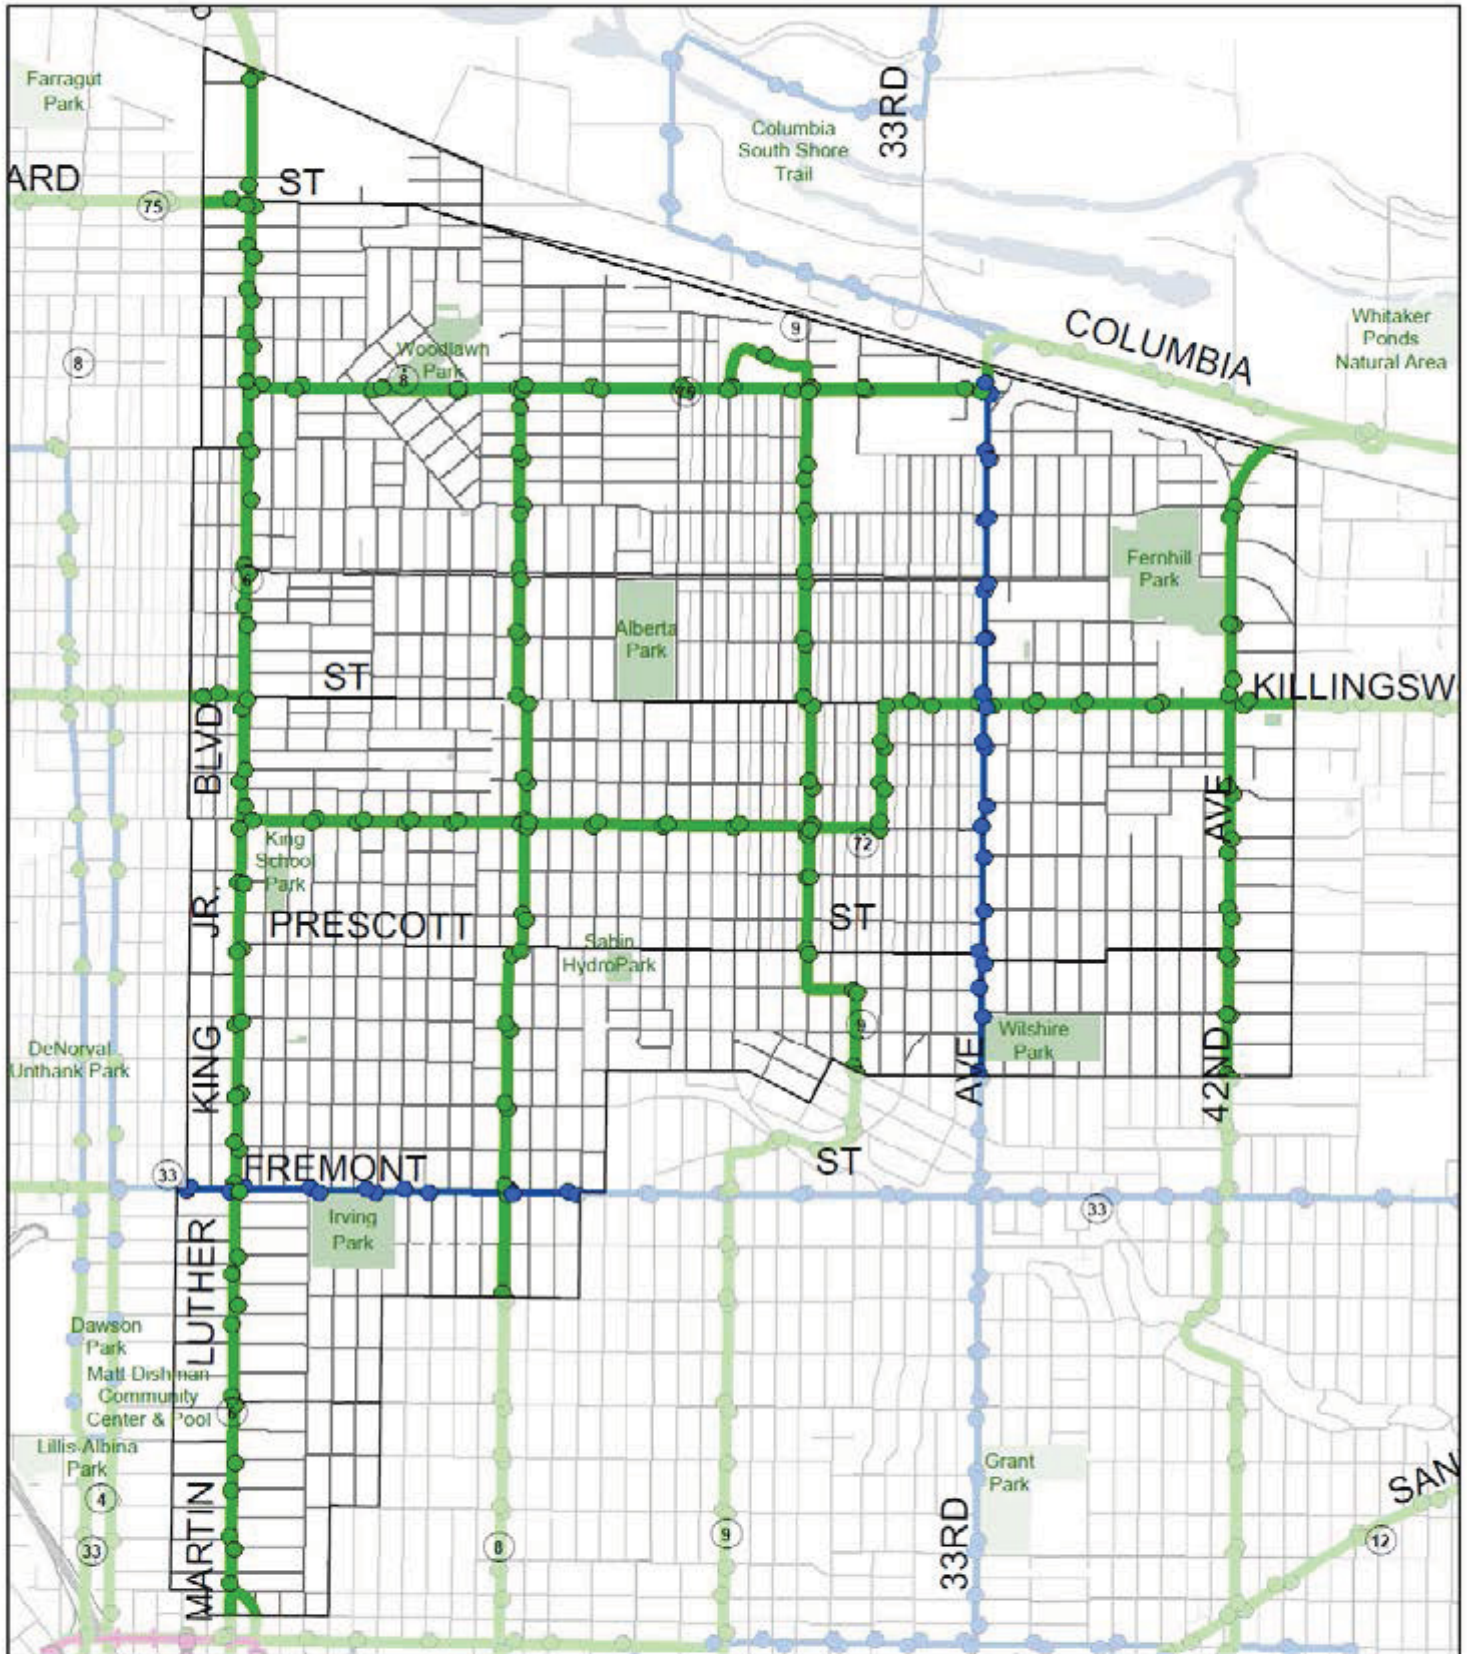 Farragut
Park
33RD
Columbia
South Shore
Trail
ARD
75
ST
9
COLUMBIA
Whitaker
Ponds
Natural Area
8
Woodlawn
Park
8
75
Fernhill
Park
6
Alberta
Park
ST
KILLINGSW
BLVD
AVE
King
School
Park
72
JR.
PRESCOTT
ST
Sabin
HydroPark
9
Wilshire
Park
DeNorval
Unthank Park
KING
AVE
42ND
33
FREMONT
ST
33
Irving
Park
LUTHER
Dawson
Park
Matt Dishman
Community
Center & Pool
6
Lillis-Albina
Park
Grant
Park
SAN
4
MARTIN
33RD
33
8
9
12